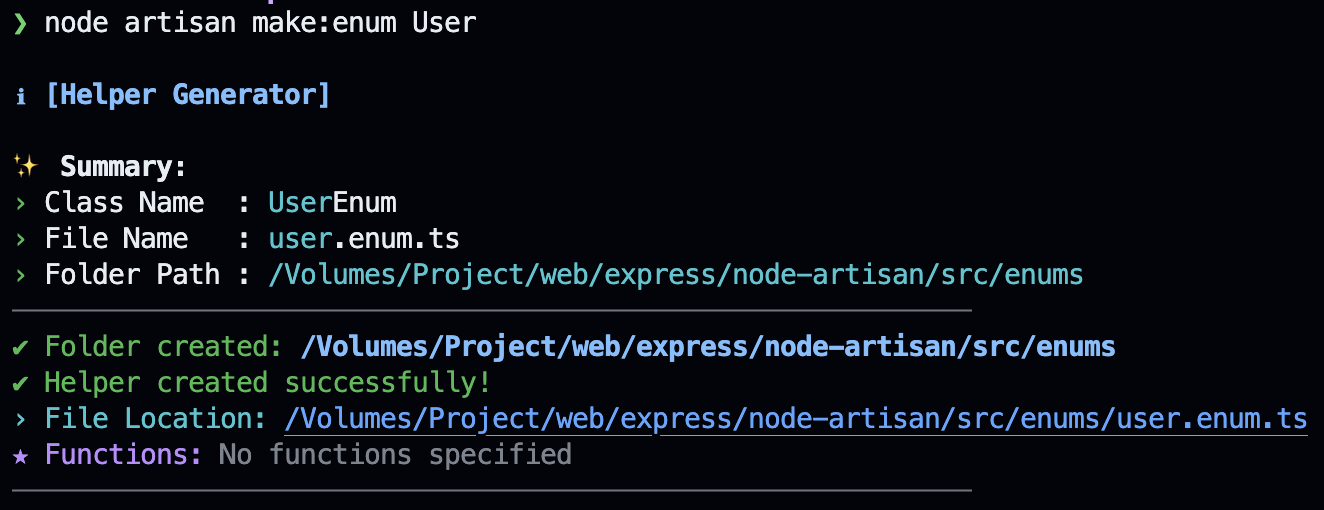 ❯ node artisan make:enum User
ℹ [Helper Generator]
✨ Summary:
› Class Name : UserEnum
› File Name : user.enum.ts
› Folder Path : /Volumes/Project/web/express/node-artisan/src/enums
✔ Folder created: /Volumes/Project/web/express/node-artisan/src/enums
✔ Helper created successfully!
› File Location: /Volumes/Project/web/express/node-artisan/src/enums/user.enum.ts
★ Functions: No functions specified